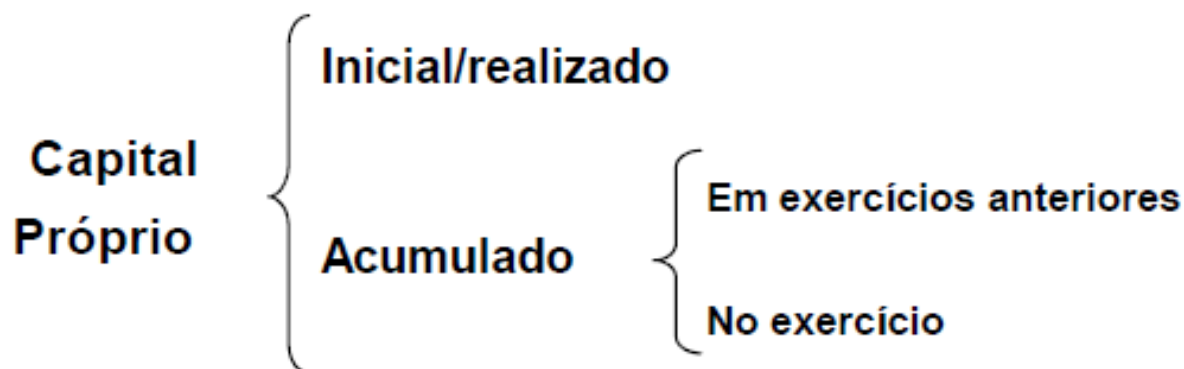 Capital
Próprio
Inicial/realizado
Acumulado
Em exercícios anteriores
No exercício